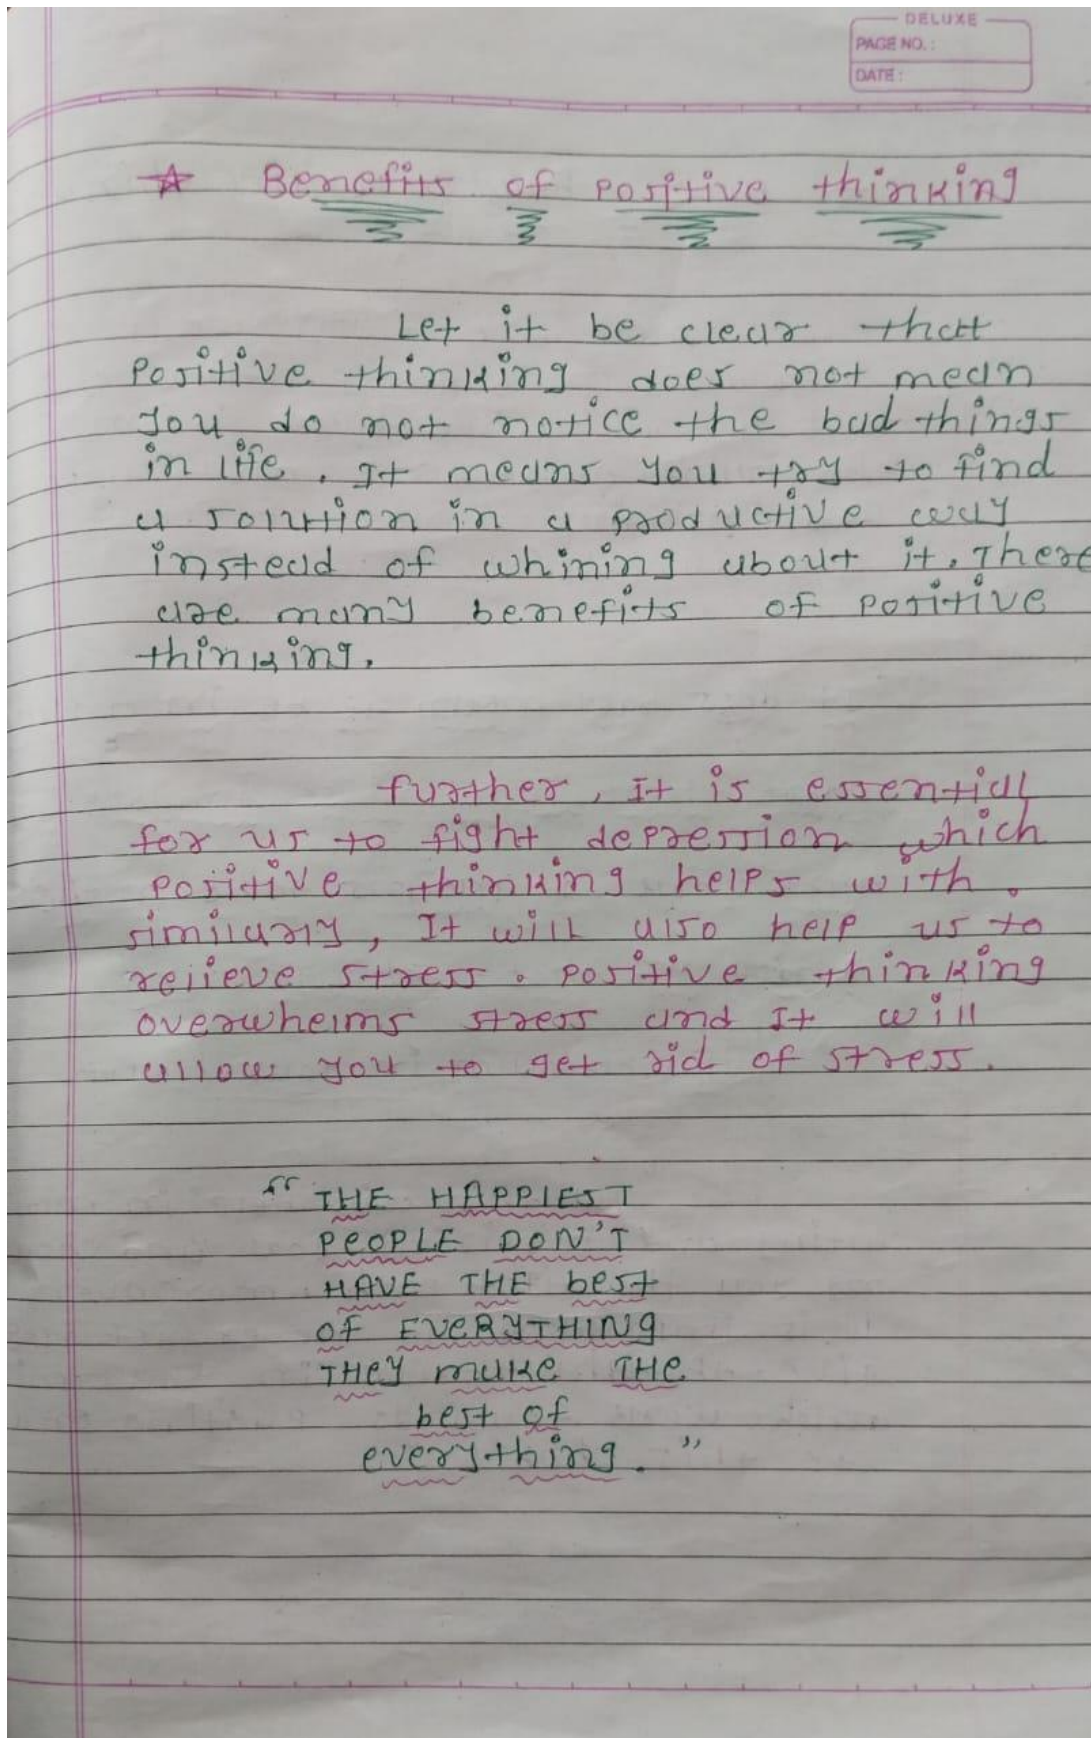 DELUXE
PAGE NO. :
DATE :
☆ Benefits of positive thinking
Let it be clear that
Positive thinking does not mean
you do not notice the bad things
in life. It means you try to find
a solution in a productive way
instead of whining about it. There
are many benefits of positive
thinking.
further, It is essential
for us to fight depression which
positive thinking helps with.
similarly, It will also help us to
relieve stress. positive thinking
overwhelms stress and It will
allow you to get rid of stress.
“ THE HAPPIEST
PEOPLE DON'T
HAVE THE best
OF EVERYTHING
THEY make THE
best of
everything. ”